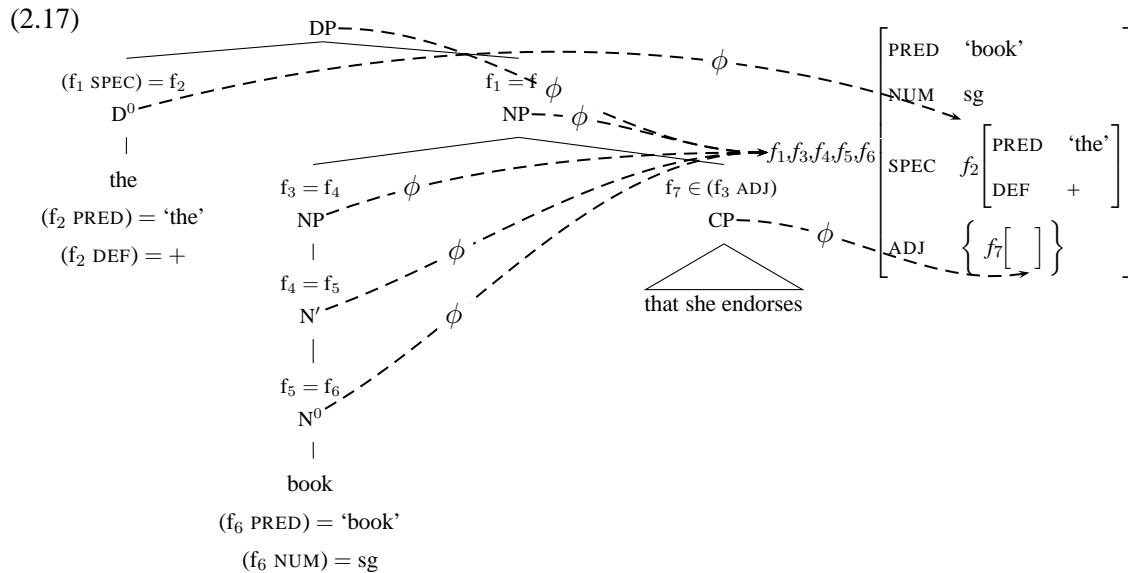 (2.17)
DP
(f₁ SPEC) = f₂
f₁ = f
ϕ
ϕ
PRED ‘book’
D⁰
NP
ϕ
NUM sg
the
f₁,f₃,f₄,f₅,f₆
SPEC f₂ [PRED ‘the’
DEF +]
(f₂ PRED) = ‘the’
(f₂ DEF) = +
f₃ = f₄
ϕ
f₇ ∈ (f₃ ADJ)
NP
CP
ϕ
ADJ { f₇[ ] }
f₄ = f₅
ϕ
that she endorses
N′
ϕ
f₅ = f₆
N⁰
book
(f₆ PRED) = ‘book’
(f₆ NUM) = sg